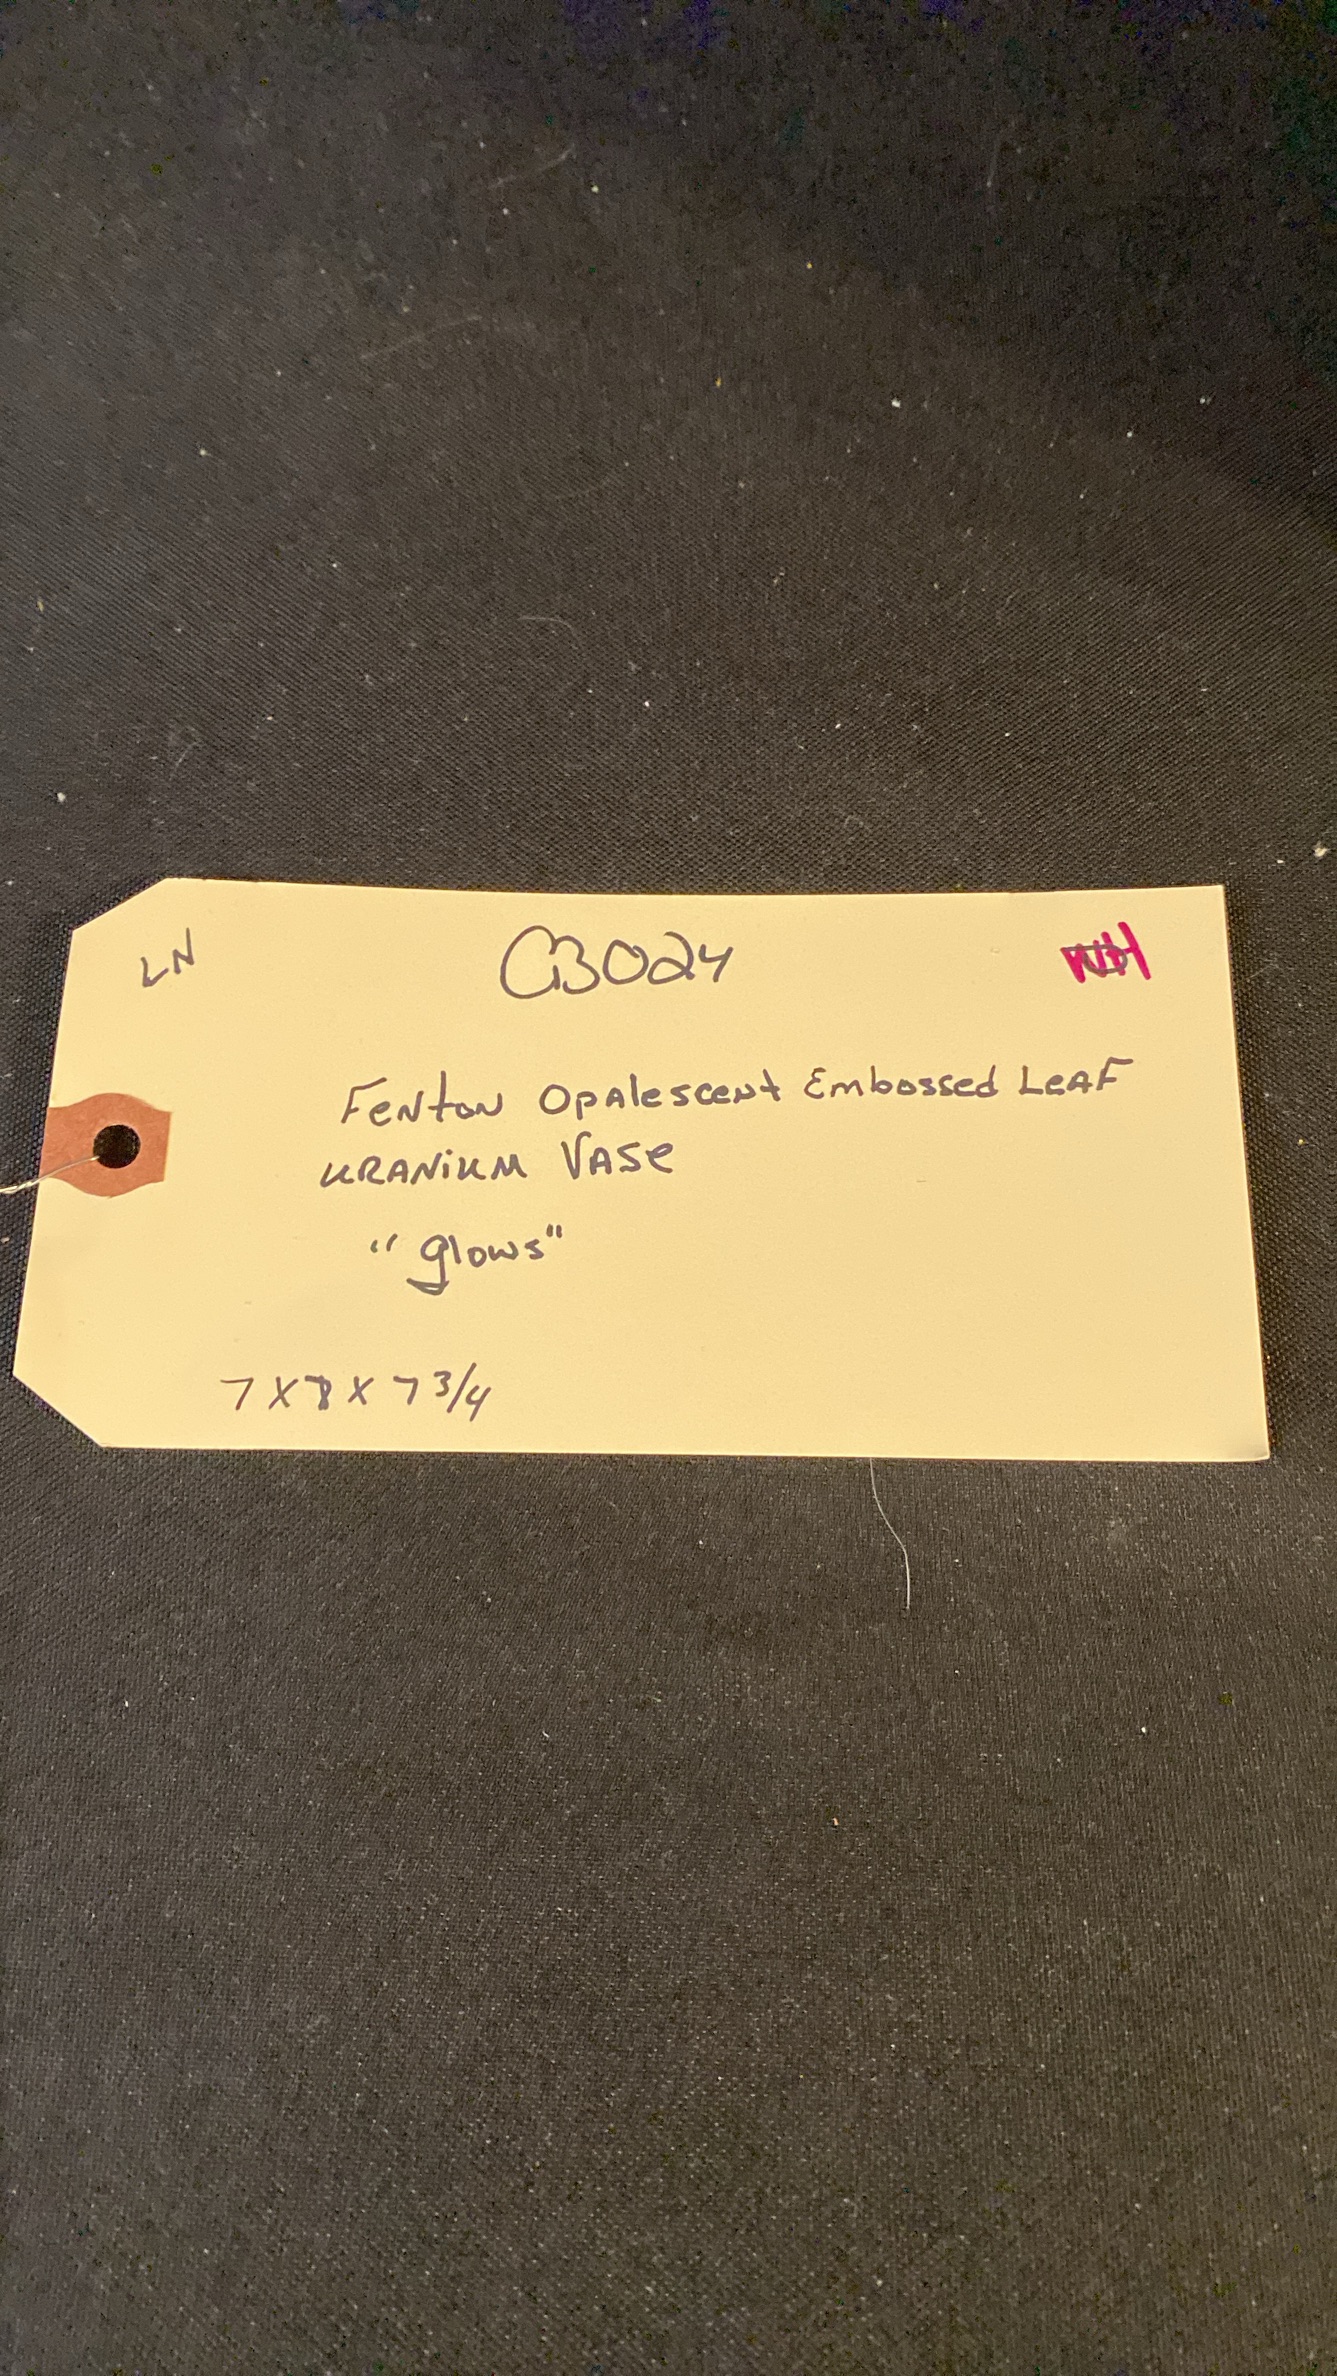 LN
C3024
Fenton Opalescent Embossed Leaf
Uranium Vase
"glows"
7 x 8 x 7 3/4